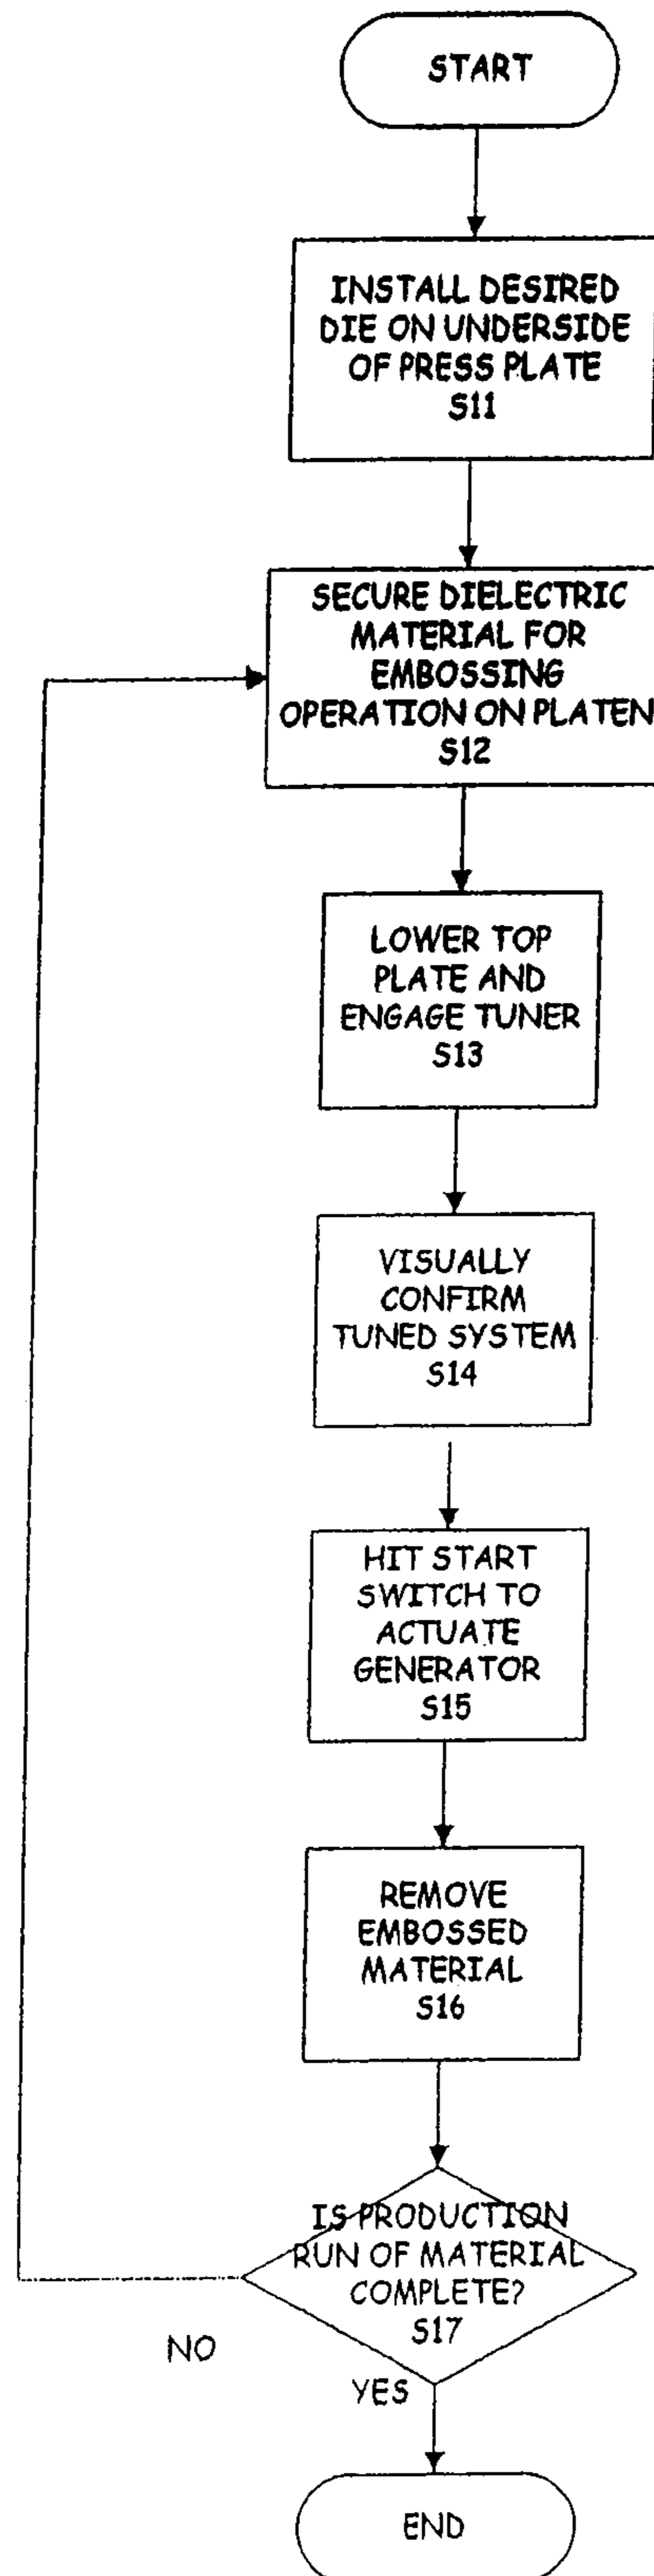 START
INSTALL DESIRED
DIE ON UNDERSIDE
OF PRESS PLATE
S11
SECURE DIELECTRIC
MATERIAL FOR
EMBOSSING
OPERATION ON PLATEN
S12
LOWER TOP
PLATE AND
ENGAGE TUNER
S13
VISUALLY
CONFIRM
TUNED SYSTEM
S14
HIT START
SWITCH TO
ACTUATE
GENERATOR
S15
REMOVE
EMBOSSED
MATERIAL
S16
IS PRODUCTION
RUN OF MATERIAL
COMPLETE?
S17
NO
YES
END